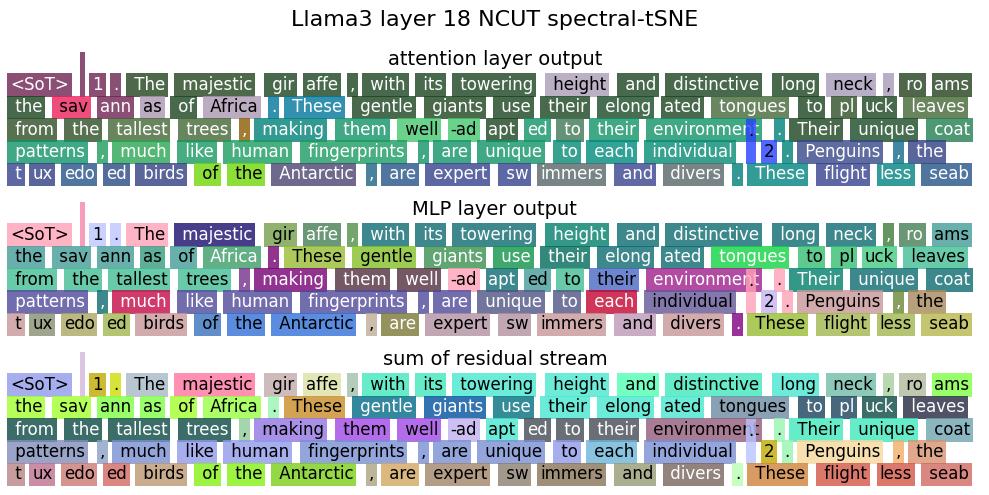 Llama3 layer 18 NCUT spectral-tSNE
attention layer output
<SoT> 1 . The majestic gir affe , with its towering height and distinctive long neck , ro ams
the sav ann as of Africa . These gentle giants use their elong ated tongues to pl uck leaves
from the tallest trees , making them well -ad apt ed to their environment . . Their unique coat
patterns , much like human fingerprints , are unique to each individual 2 . Penguins , the
t ux edo ed birds of the Antarctic , are expert sw immers and divers . These flight less seab
MLP layer output
<SoT> 1 . The majestic gir affe , with its towering height and distinctive long neck , ro ams
the sav ann as of Africa . These gentle giants use their elong ated tongues to pl uck leaves
from the tallest trees , making them well -ad apt ed to their environment . . Their unique coat
patterns , much like human fingerprints , are unique to each individual 2 . Penguins , the
t ux edo ed birds of the Antarctic , are expert sw immers and divers . These flight less seab
sum of residual stream
<SoT> 1 . The majestic gir affe , with its towering height and distinctive long neck , ro ams
the sav ann as of Africa . These gentle giants use their elong ated tongues to pl uck leaves
from the tallest trees , making them well -ad apt ed to their environment . . Their unique coat
patterns , much like human fingerprints , are unique to each individual 2 . Penguins , the
t ux edo ed birds of the Antarctic , are expert sw immers and divers . These flight less seab